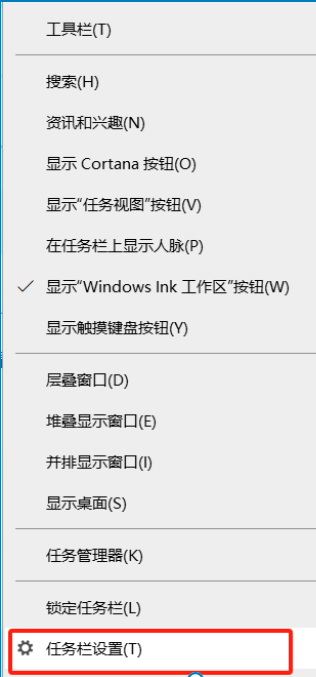 工具栏(T)
搜索(H)
资讯和兴趣(N)
显示 Cortana 按钮(O)
显示“任务视图”按钮(V)
在任务栏上显示人脉(P)
显示“Windows Ink 工作区”按钮(W)
显示触摸键盘按钮(Y)
层叠窗口(D)
堆叠显示窗口(E)
并排显示窗口(I)
显示桌面(S)
任务管理器(K)
锁定任务栏(L)
任务栏设置(T)